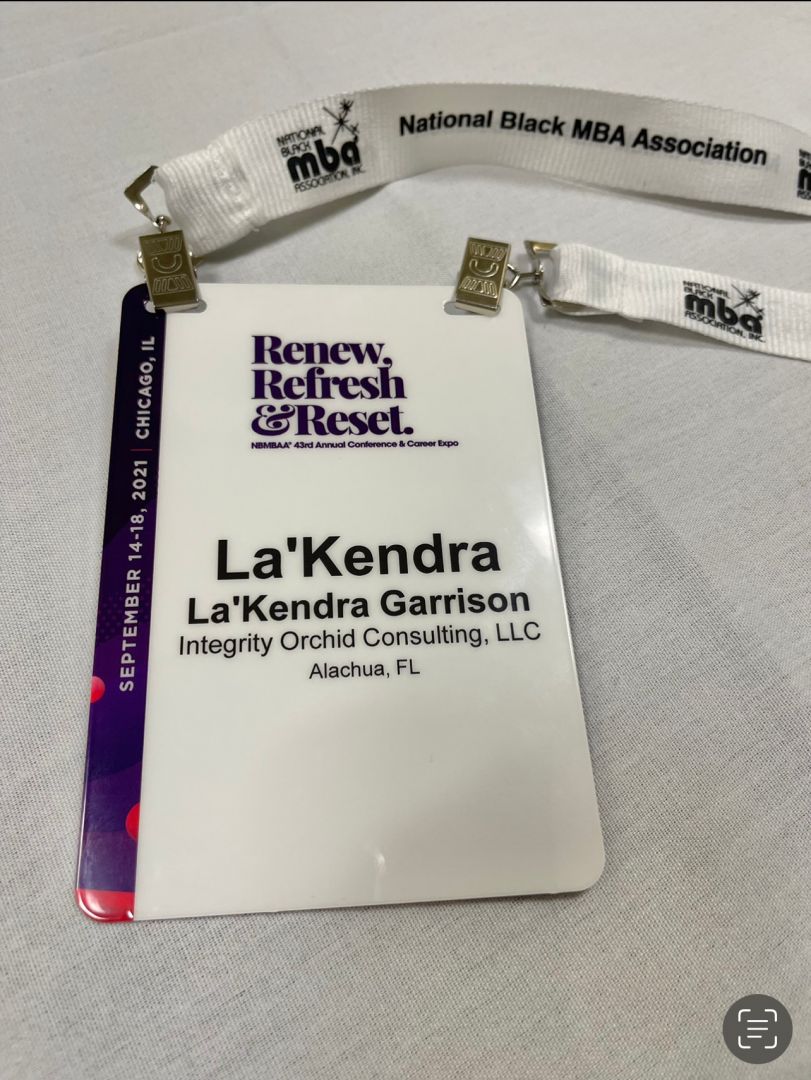 National Black MBA Association
NATIONAL
BLACK
mba
ASSOCIATION, INC.
NATIONAL
BLACK
mba
ASSOCIATION, INC.
Renew,
Refresh
&Reset.
NBMBAA® 43rd Annual Conference & Career Expo
SEPTEMBER 14-18, 2021 | CHICAGO, IL
La'Kendra
La'Kendra Garrison
Integrity Orchid Consulting, LLC
Alachua, FL